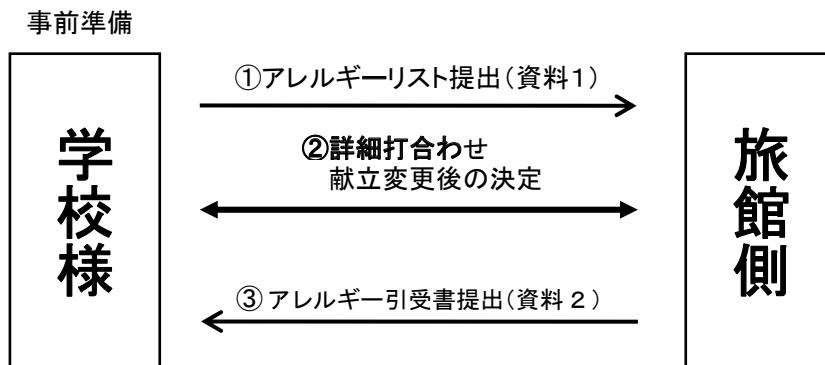 事前準備
①アレルギーリスト提出（資料１）
②詳細打合わせ
献立変更後の決定
③アレルギー引受書提出（資料２）
学校様
旅館側